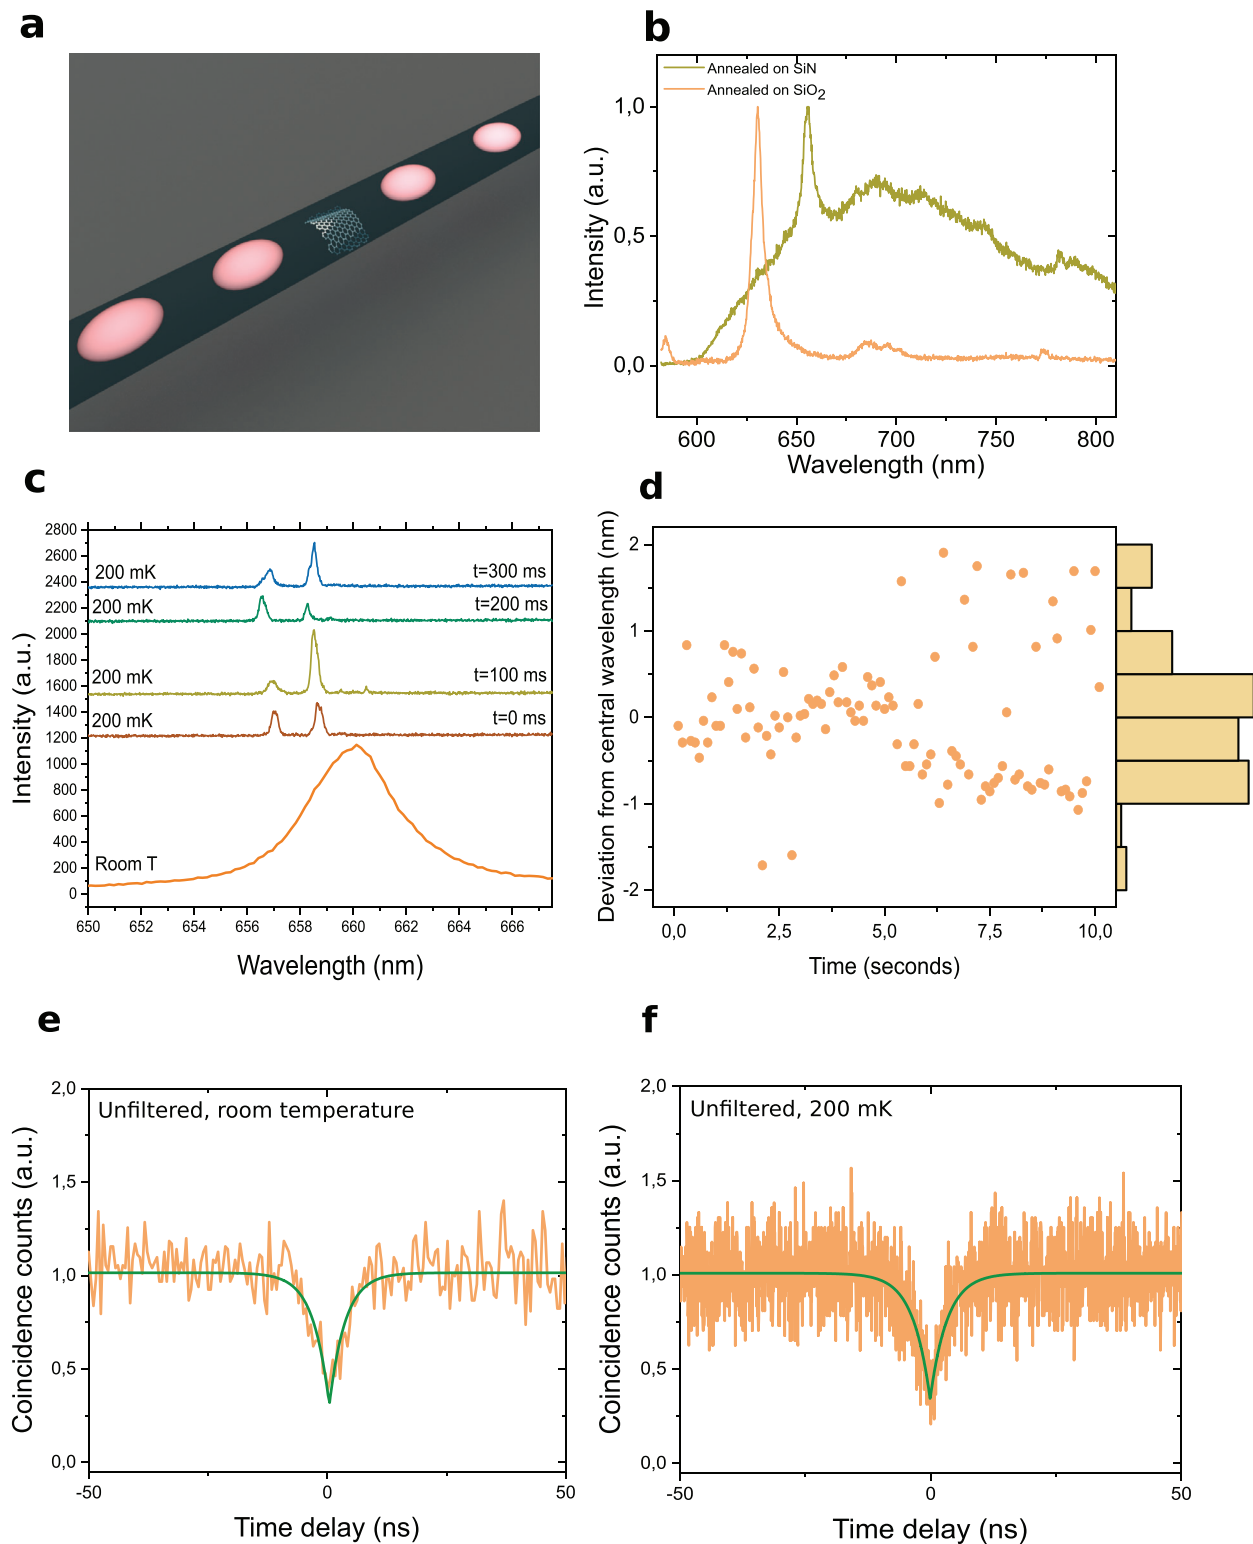 a
b
Annealed on SiN
Annealed on SiO2
1,0
0,5
0,0
Intensity (a.u.)
600 650 700 750 800
Wavelength (nm)
c
2800
2600
2400
2200
2000
1800
1600
1400
1200
1000
800
600
400
200
0
Intensity (a.u.)
200 mK t=300 ms
200 mK t=200 ms
200 mK t=100 ms
200 mK t=0 ms
Room T
650 652 654 656 658 660 662 664 666
Wavelength (nm)
d
2
1
0
-1
-2
Deviation from central wavelength (nm)
0,0 2,5 5,0 7,5 10,0
Time (seconds)
e
Unfiltered, room temperature
2,0
1,5
1,0
0,5
0,0
Coincidence counts (a.u.)
-50 0 50
Time delay (ns)
f
Unfiltered, 200 mK
2,0
1,5
1,0
0,5
0,0
Coincidence counts (a.u.)
-50 0 50
Time delay (ns)